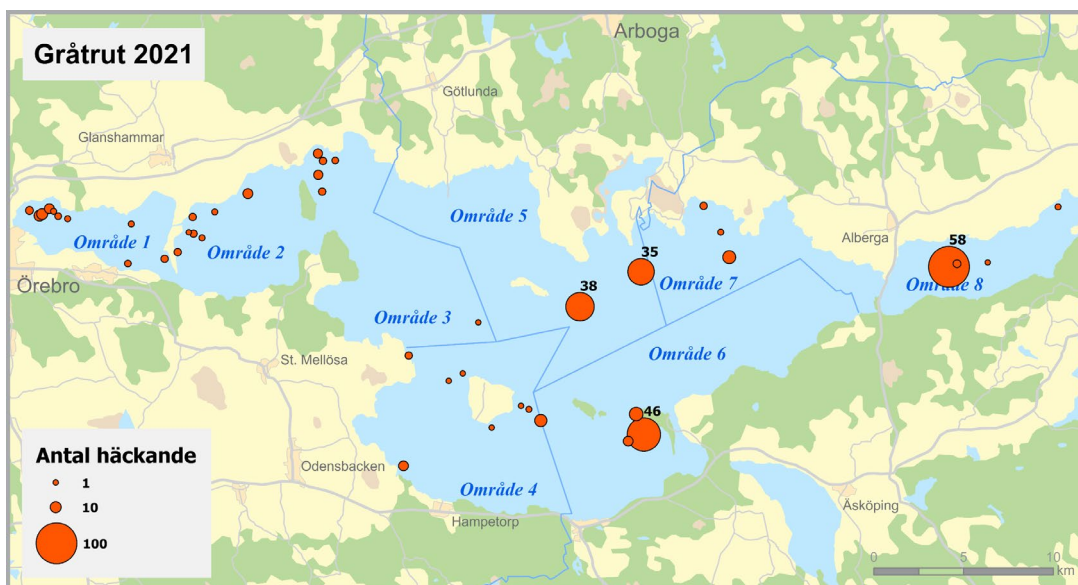 Gråtrut 2021
Arboga
Götlunda
Glanshammar
Område 5
Område 1
Område 2
Alberga
58
35
Område 7
Område 8
Örebro
38
Område 3
Område 6
St. Mellösa
46
Antal häckande
1
10
100
Odensbacken
Område 4
Hampetorp
Äsköping
0 5 10
km